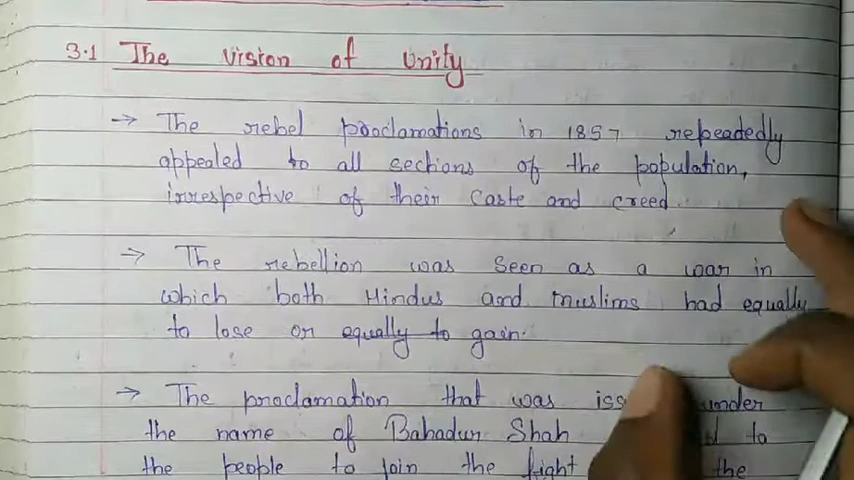 3.1 The Vision of Unity
→ The rebel proclamations in 1857 repeadedly
appealed to all sections of the population,
irrespective of their caste and creed.
→ The rebellion was seen as a war in
which both Hindus and Muslims had equally
to lose or equally to gain.
→ The proclamation that was under
the name of Bahadur Shah to
the people to join the fight the